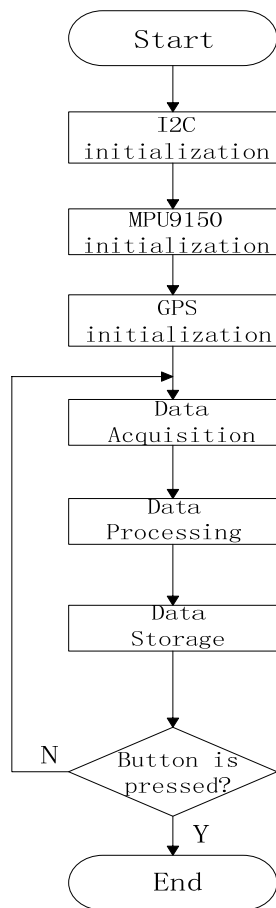 Start
I2C
initialization
MPU9150
initialization
GPS
initialization
Data
Acquisition
Data
Processing
Data
Storage
Button is
pressed?
N
Y
End